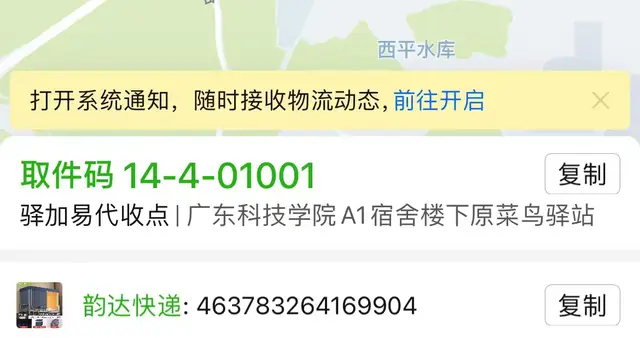 西平水库
打开系统通知，随时接收物流动态，前往开启
取件码 14-4-01001
复制
驿加易代收点 | 广东科技学院 A1宿舍楼下原菜鸟驿站
韵达快递: 463783264169904
复制